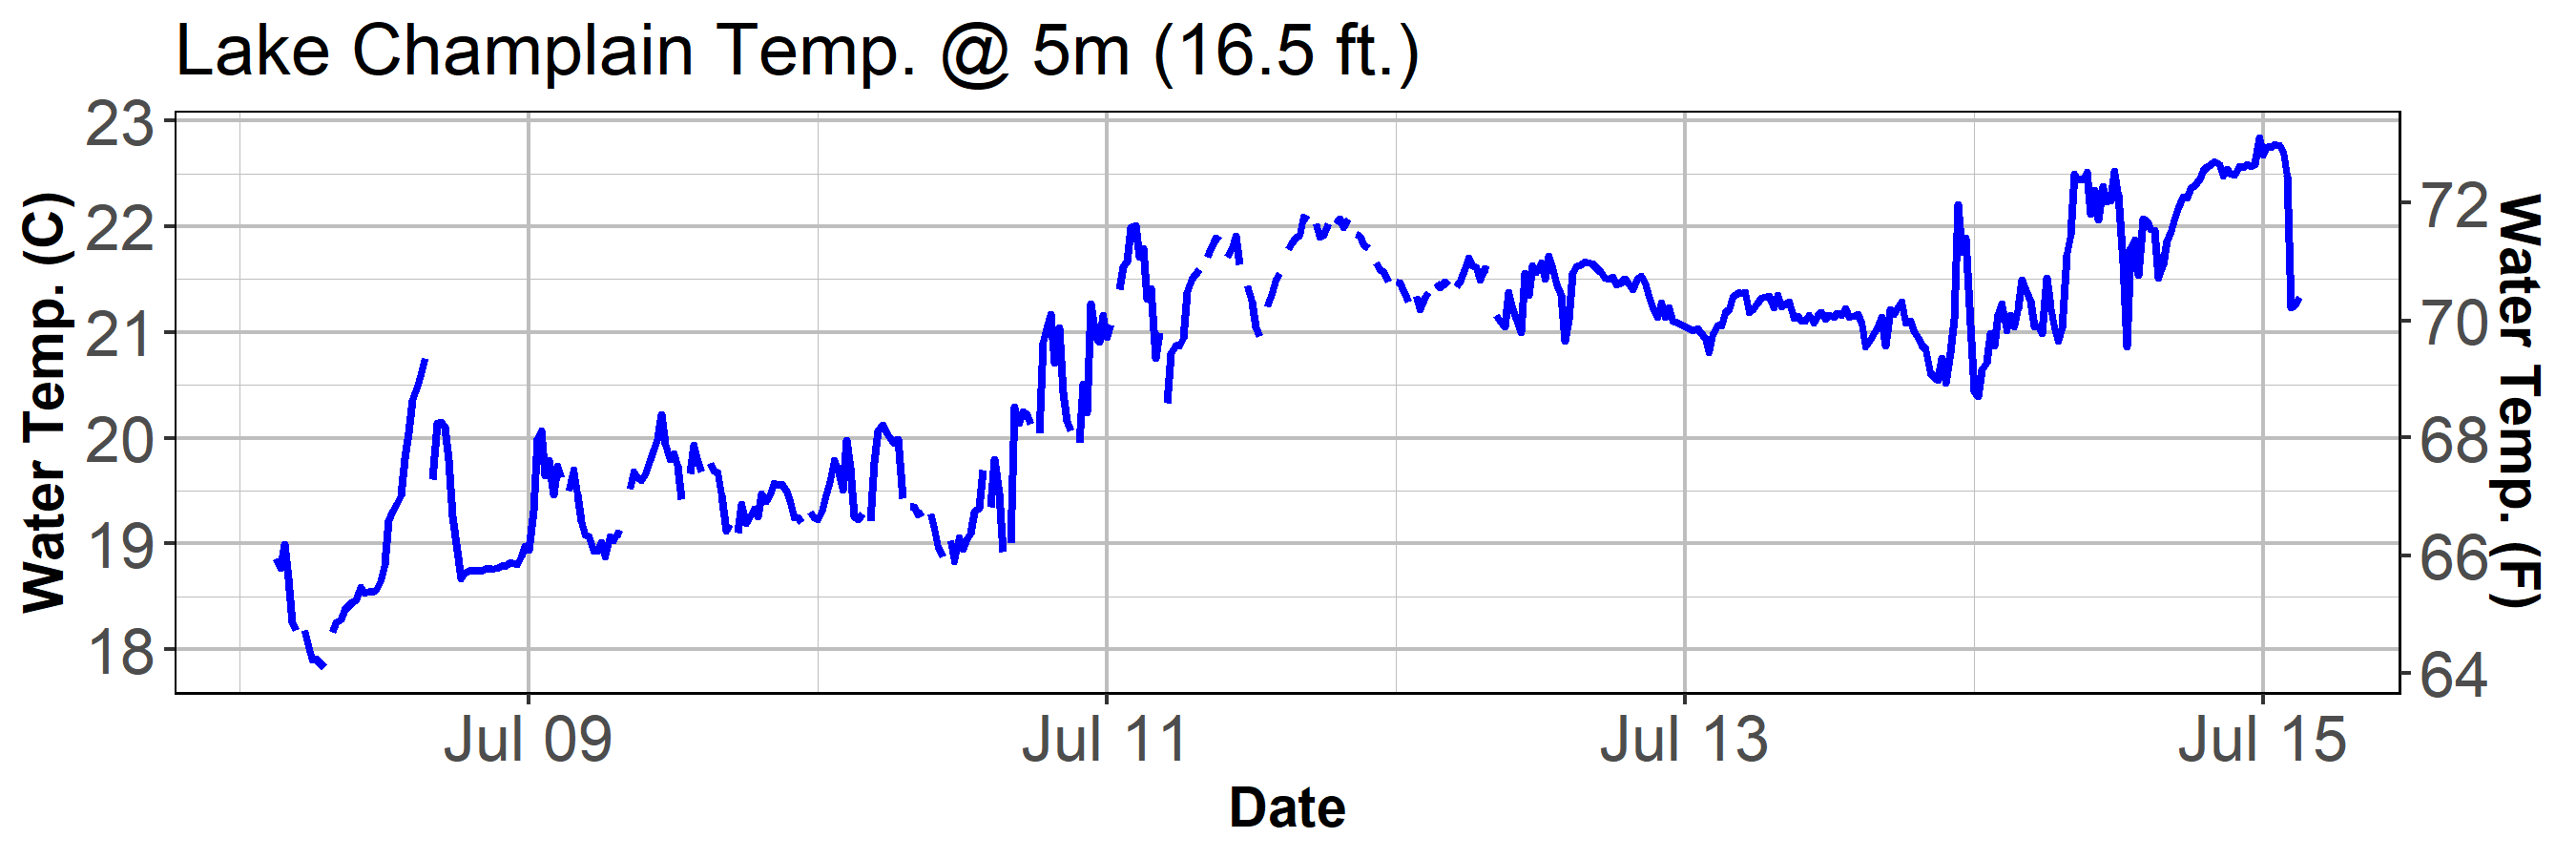 Lake Champlain Temp. @ 5m (16.5 ft.)
Water Temp. (C)
23
22
21
20
19
18
72
70
68
66
64
Water Temp. (F)
Jul 09 Jul 11 Jul 13 Jul 15
Date